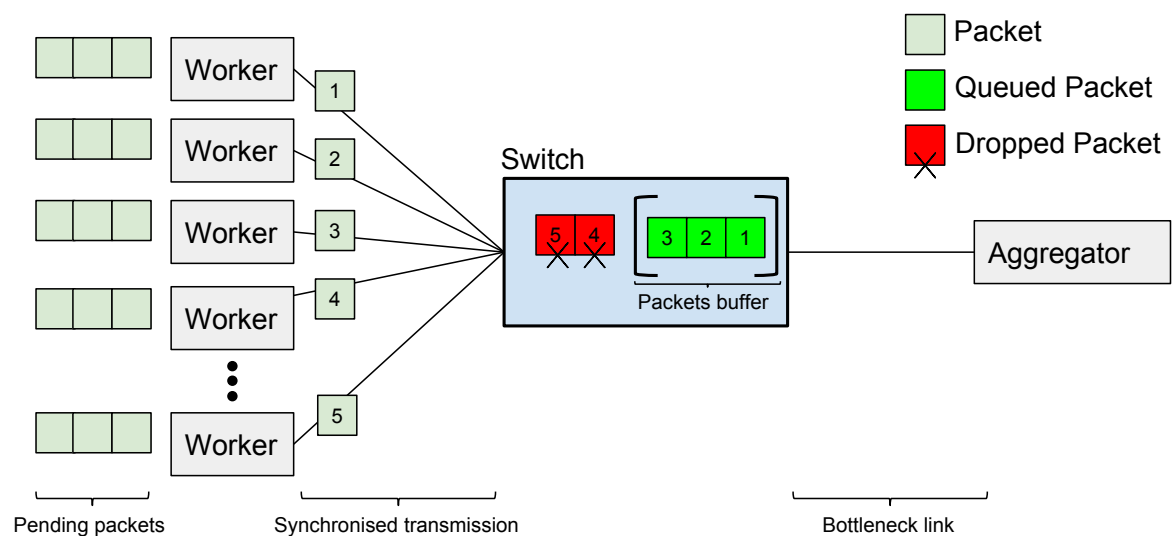 Packet
Queued Packet
Dropped Packet
Worker
1
Worker
2
Worker
3
Worker
4
Worker
5
Switch
5 4
3 2 1
Packets buffer
Aggregator
Pending packets
Synchronised transmission
Bottleneck link